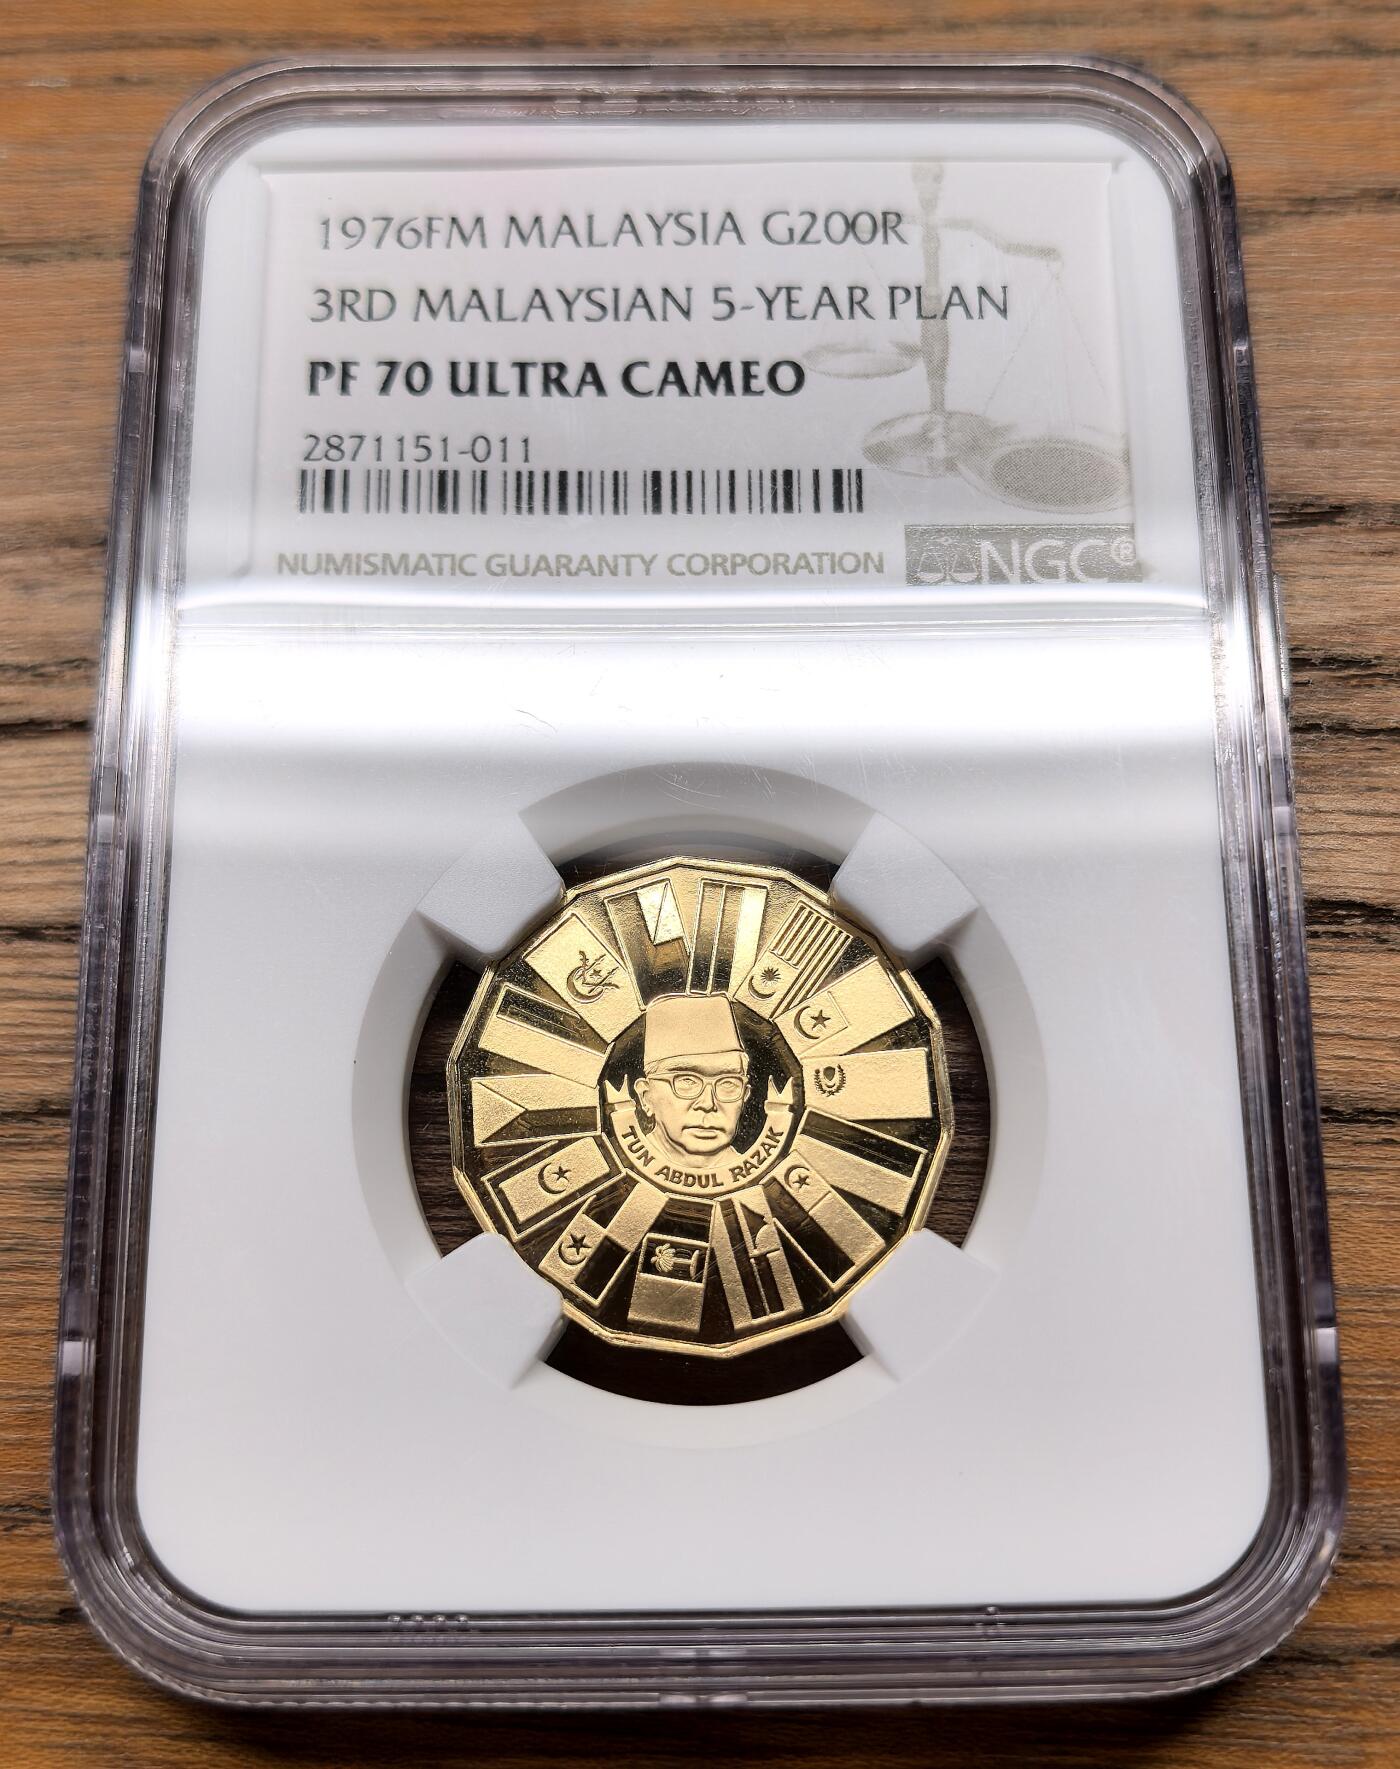 1976FM MALAYSIA G200R
3RD MALAYSIAN 5-YEAR PLAN
PF 70 ULTRA CAMEO
2871151-011
NUMISMATIC GUARANTY CORPORATION
NGC®
TUN ABDUL RAZAK